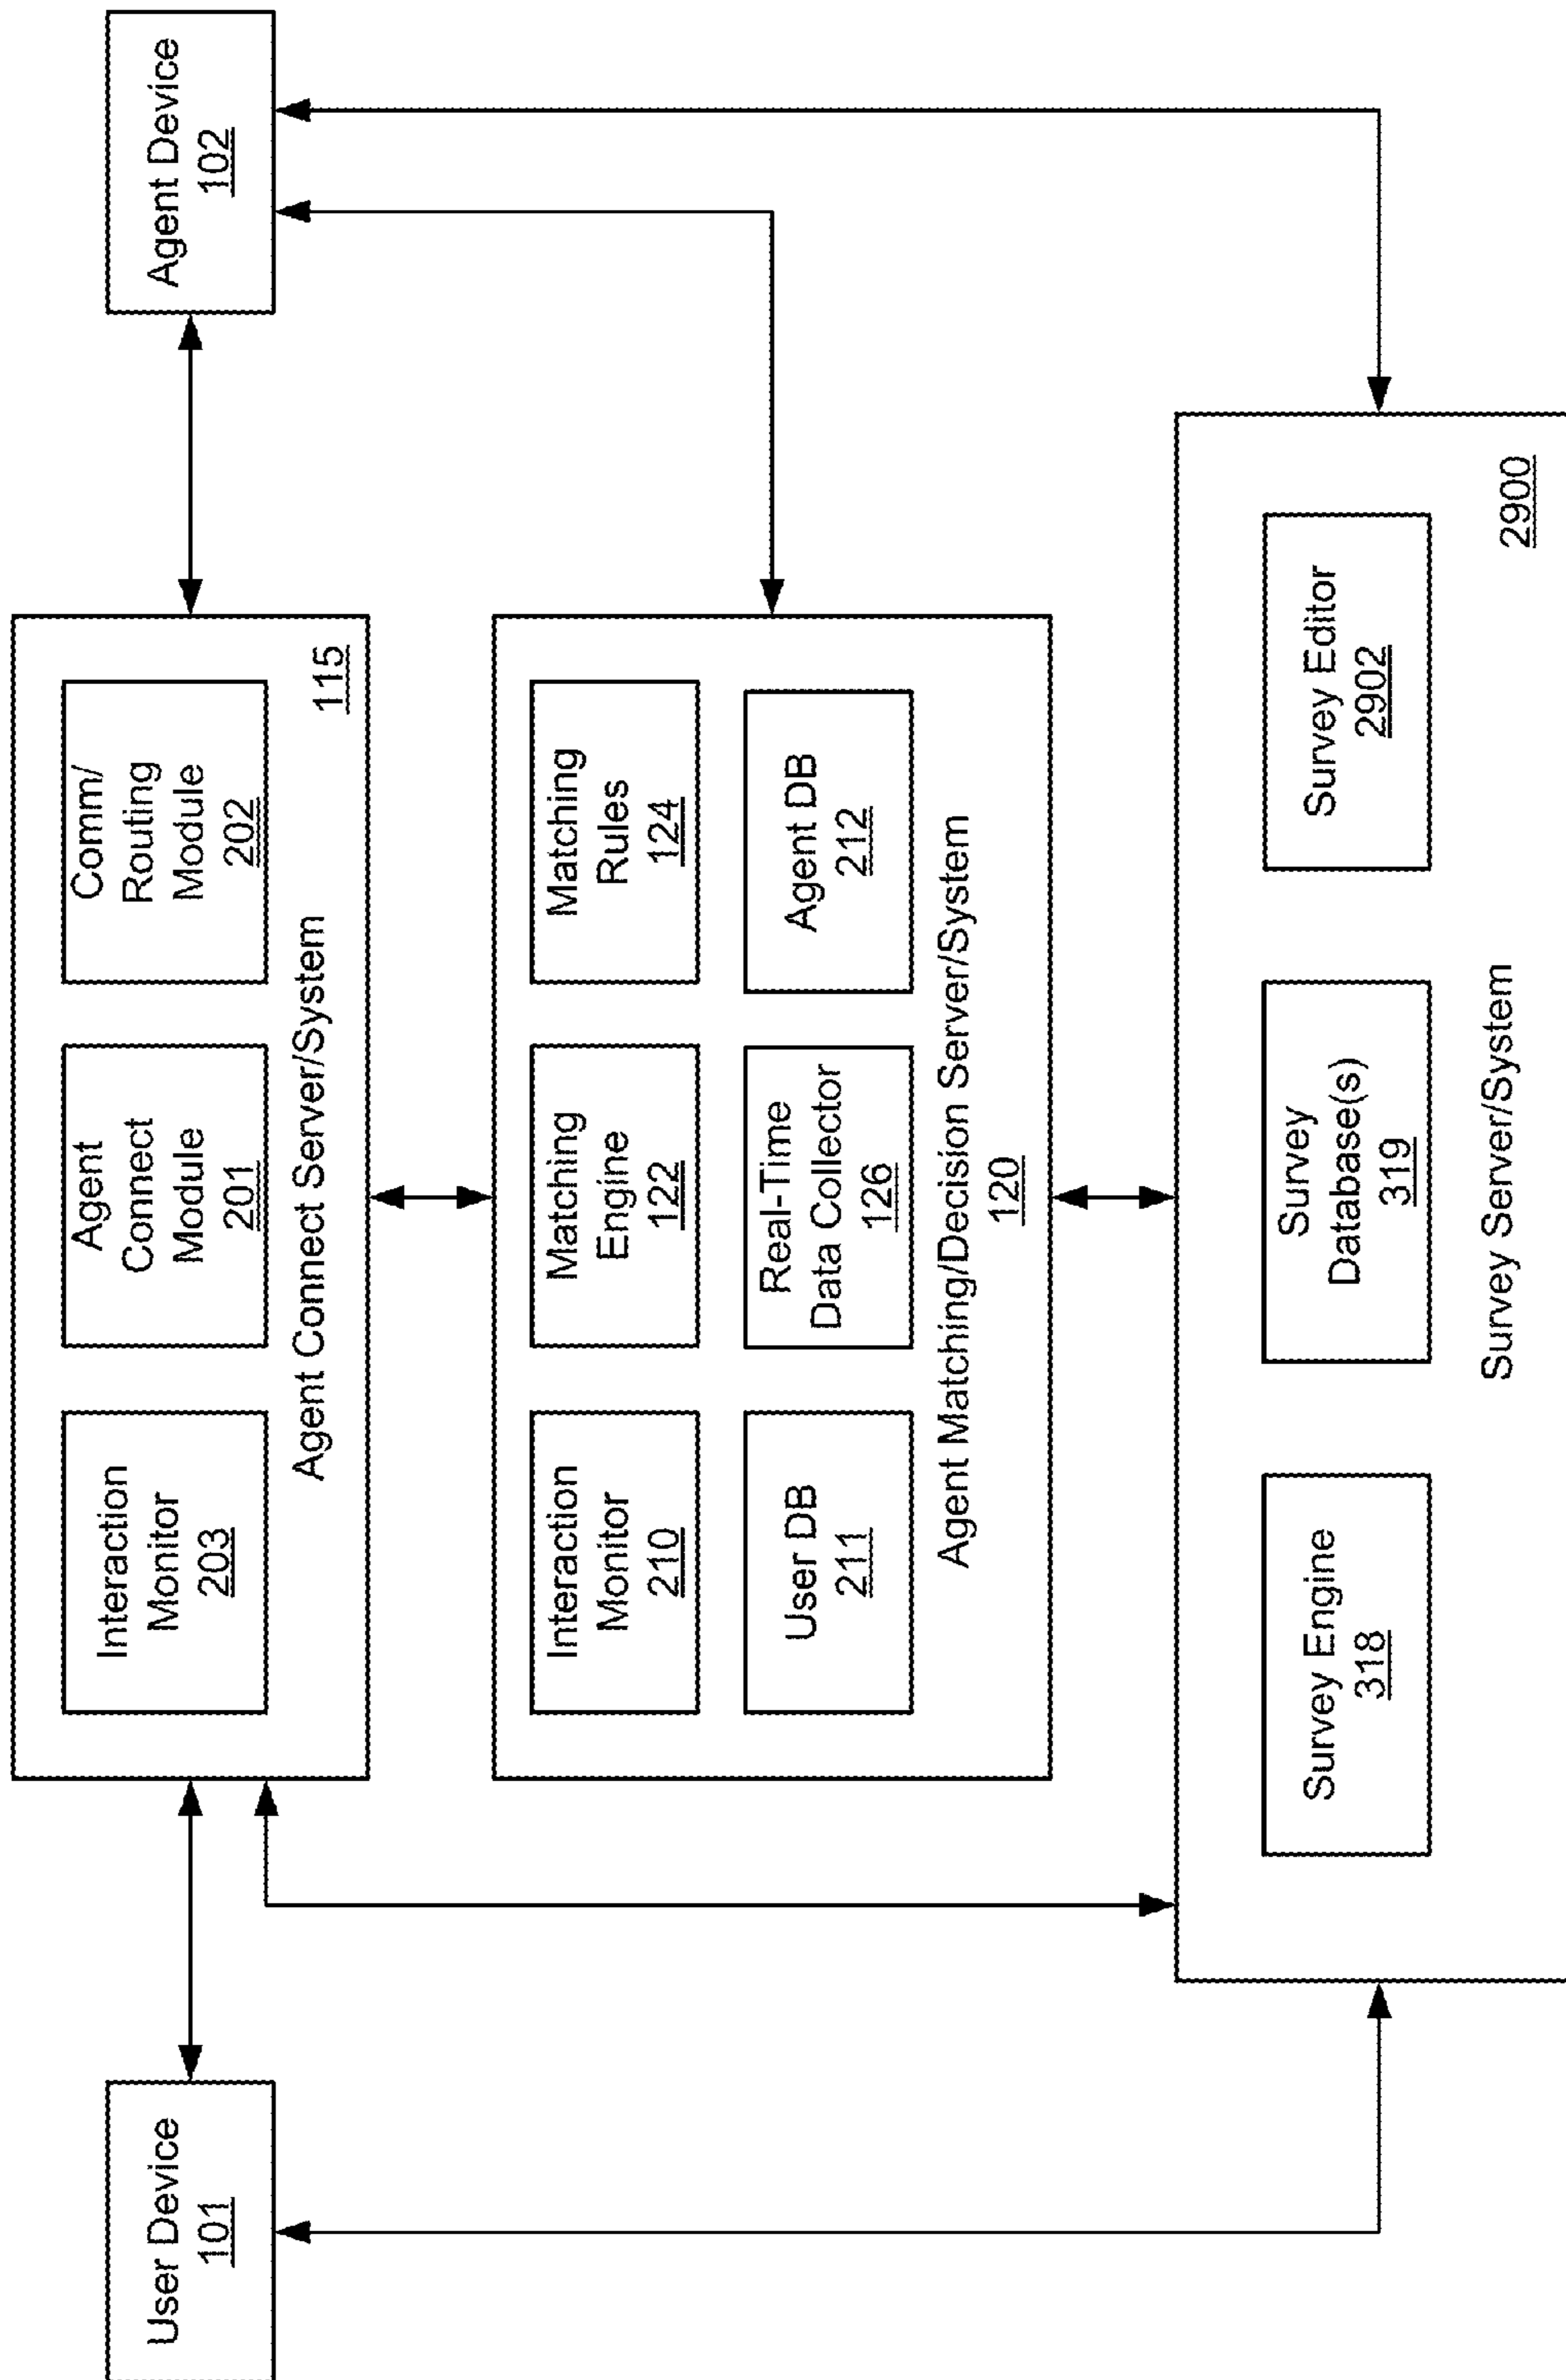 User Device
101
Interaction
Monitor
203
Agent
Connect
Module
201
Comm/
Routing
Module
202
Agent Connect Server/System
115
Agent Device
102
Interaction
Monitor
210
Matching
Engine
122
Matching
Rules
124
User DB
211
Real-Time
Data Collector
126
Agent DB
212
Agent Matching/Decision Server/System
120
Survey Engine
318
Survey
Database(s)
319
Survey Editor
2902
Survey Server/System
2900